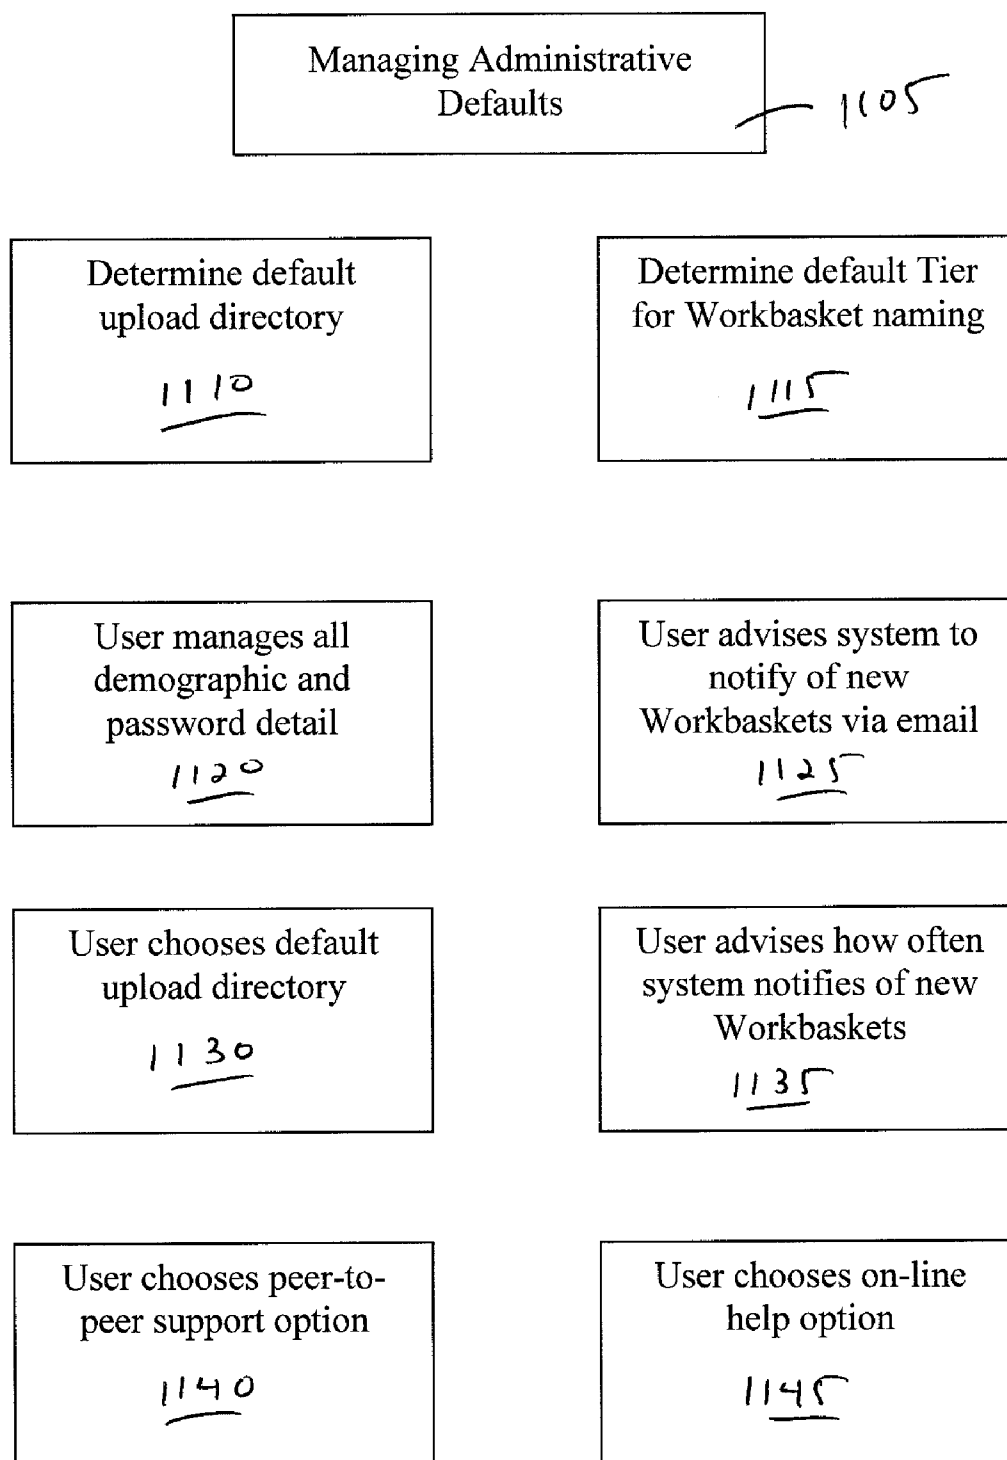 Managing Administrative
Defaults
1105
Determine default
upload directory
1110
Determine default Tier
for Workbasket naming
1115
User manages all
demographic and
password detail
1120
User advises system to
notify of new
Workbaskets via email
1125
User chooses default
upload directory
1130
User advises how often
system notifies of new
Workbaskets
1135
User chooses peer-to-
peer support option
1140
User chooses on-line
help option
1145